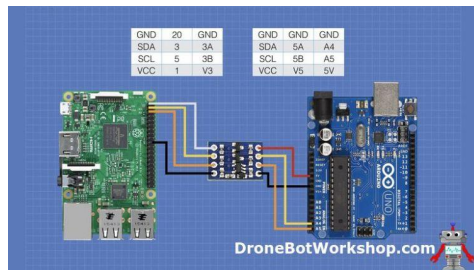 GND 20 GND
SDA 3 3A
SCL 5 3B
VCC 1 V3
GND GND GND
SDA 5A A4
SCL 5B A5
VCC V5 5V
UNO
DroneBotWorkshop.com